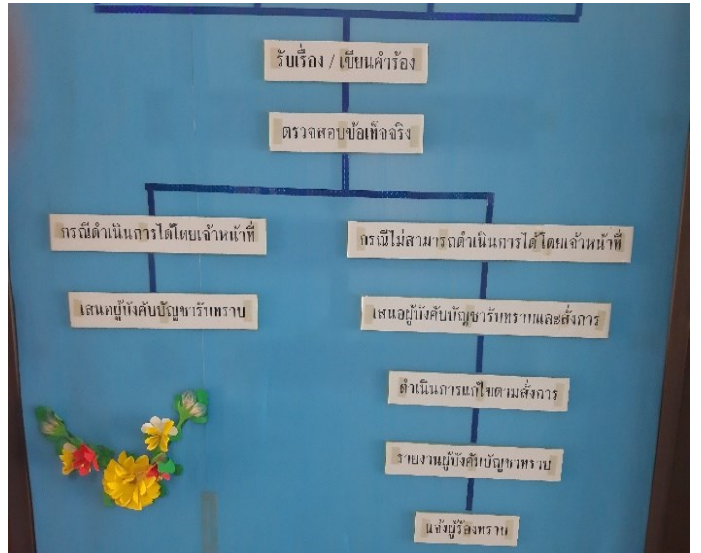 รับเรื่อง / เขียนคำร้อง
ตรวจสอบข้อเท็จจริง
กรณีดำเนินการได้โดยเจ้าหน้าที่
กรณีไม่สามารถดำเนินการได้โดยเจ้าหน้าที่
เสนอผู้บังคับบัญชารับทราบ
เสนอผู้บังคับบัญชารับทราบและสั่งการ
ดำเนินการแก้ไขตามสั่งการ
รายงานผู้บังคับบัญชาทราบ
แจ้งผู้ร้องทราบ